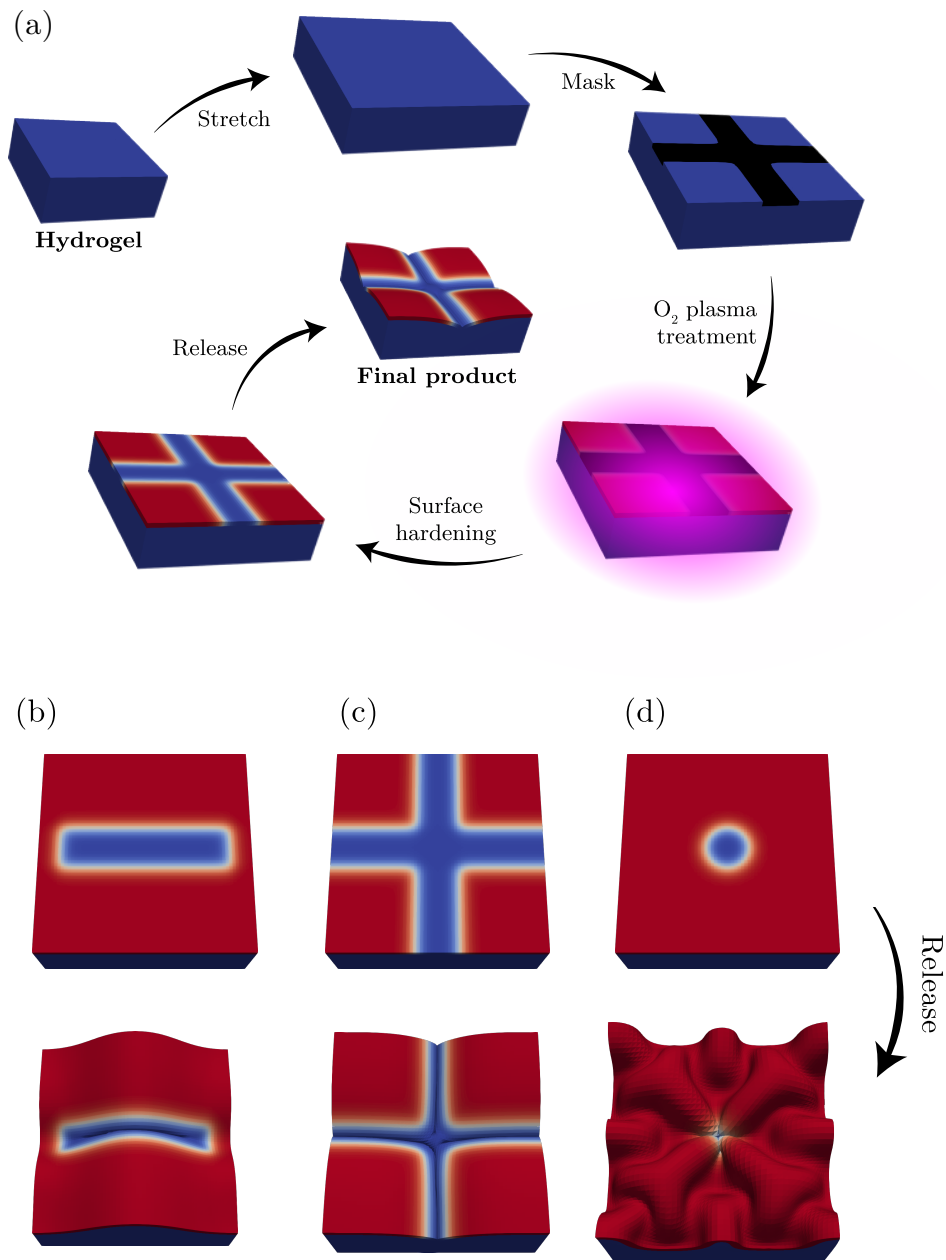 (a)
Stretch
Mask
Hydrogel
O₂ plasma
treatment
Release
Final product
Surface
hardening
(b)
(c)
(d)
Release